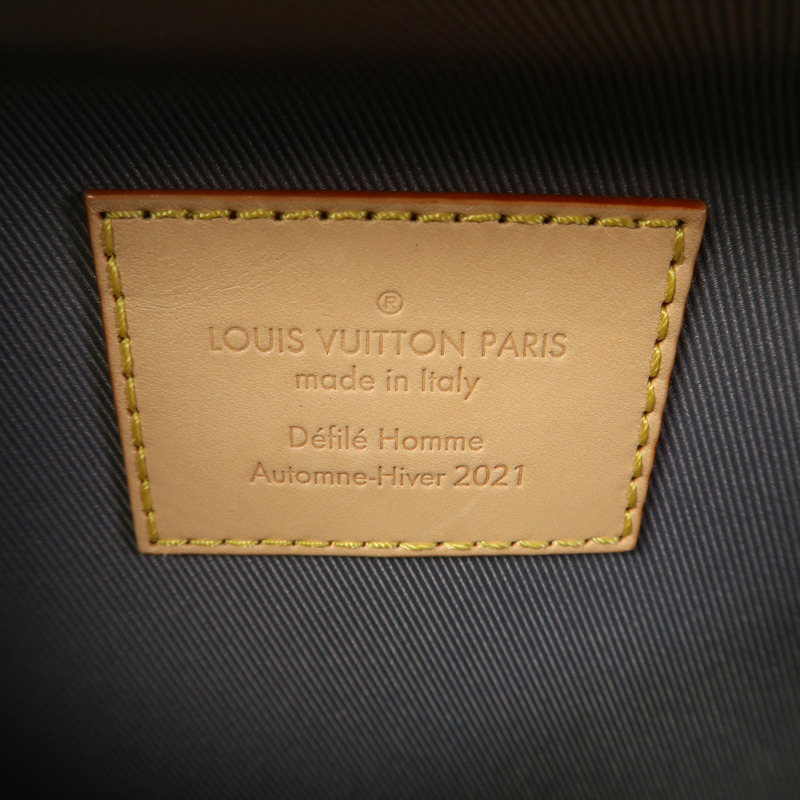 ®
LOUIS VUITTON PARIS
made in Italy
Défilé Homme
Automne-Hiver 2021